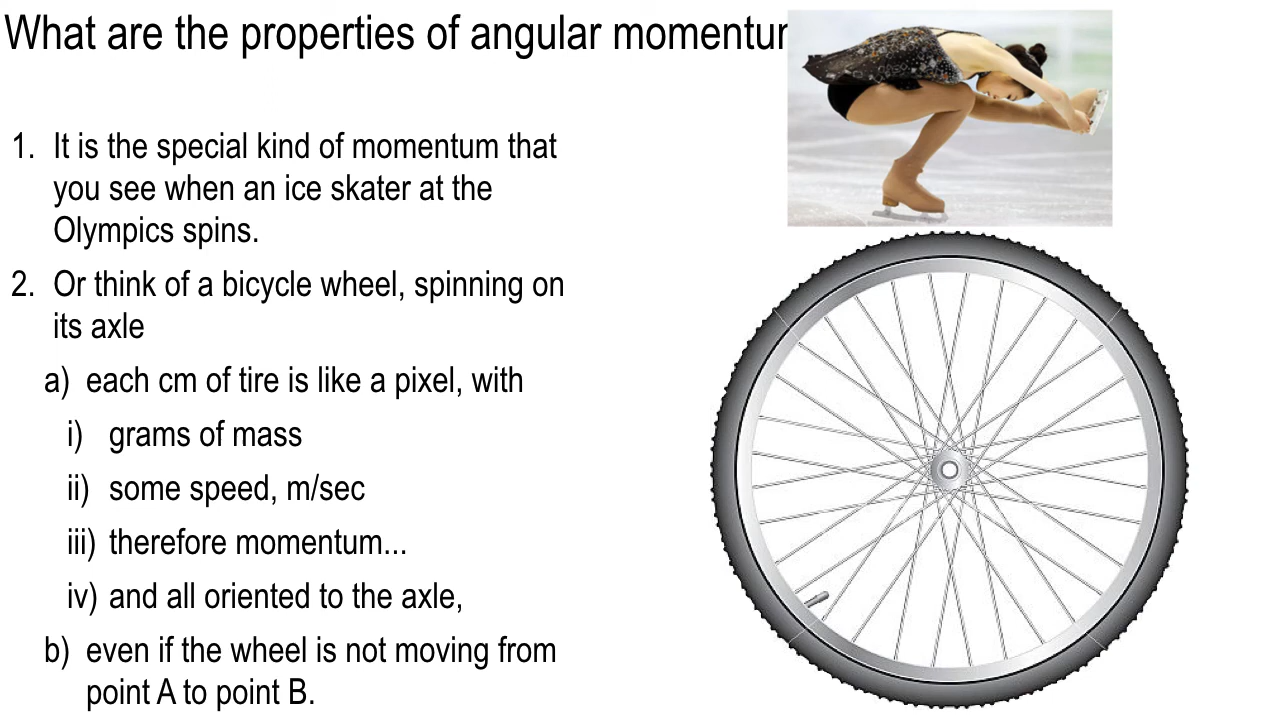 What are the properties of angular momentu
1. It is the special kind of momentum that
you see when an ice skater at the
Olympics spins.
2. Or think of a bicycle wheel, spinning on
its axle
a) each cm of tire is like a pixel, with
i) grams of mass
ii) some speed, m/sec
iii) therefore momentum...
iv) and all oriented to the axle,
b) even if the wheel is not moving from
point A to point B.